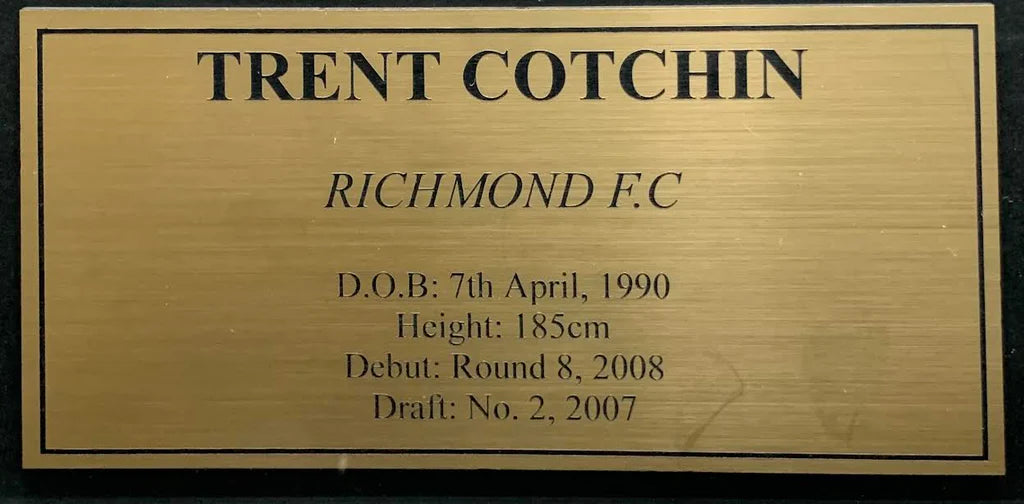 TRENT COTCHIN
RICHMOND F.C
D.O.B: 7th April, 1990
Height: 185cm
Debut: Round 8, 2008
Draft: No. 2, 2007